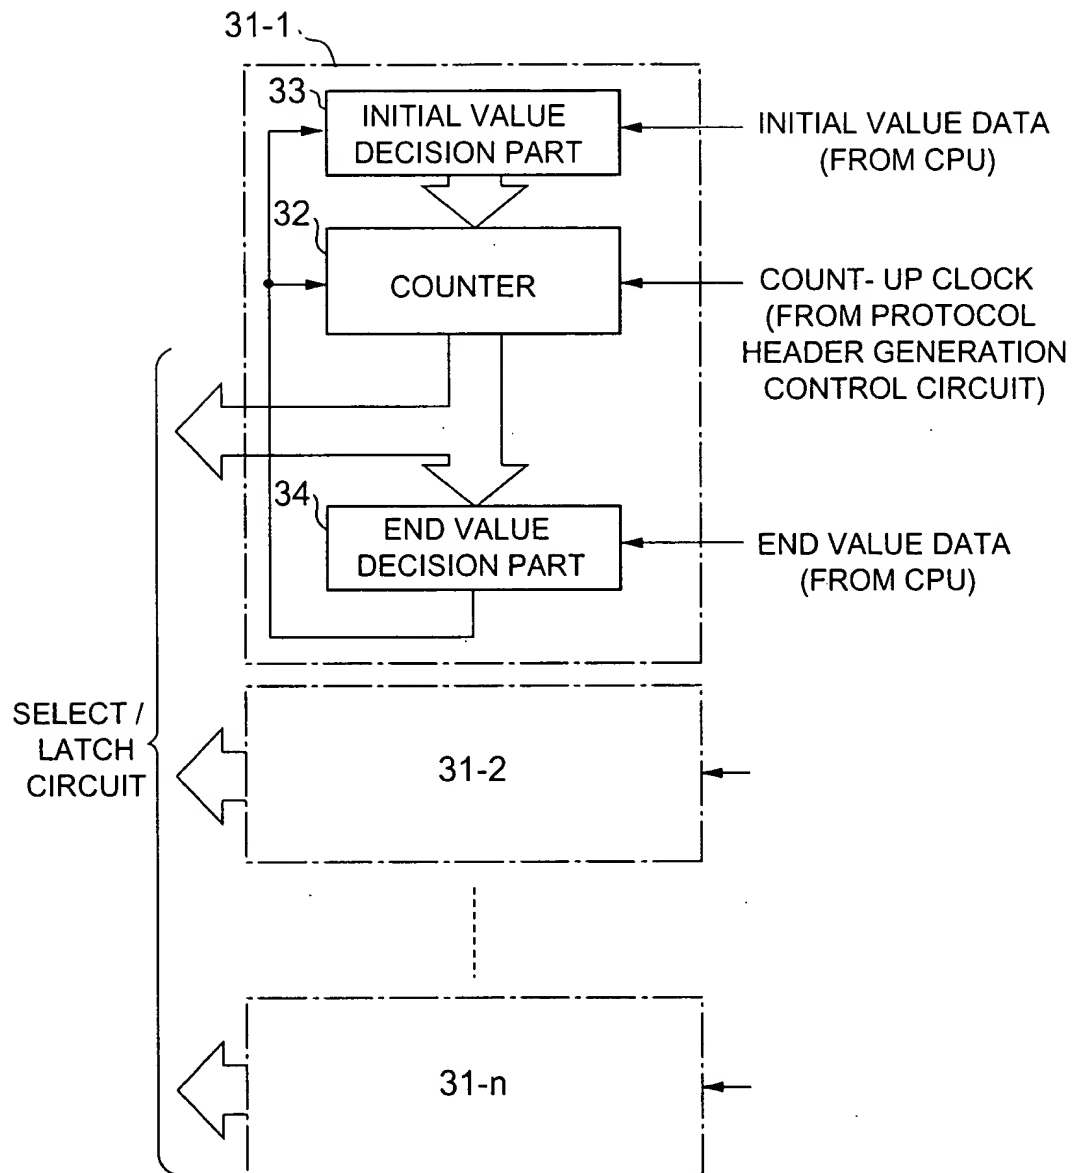 31-1
33
INITIAL VALUE
DECISION PART
INITIAL VALUE DATA
(FROM CPU)
32
COUNTER
COUNT- UP CLOCK
(FROM PROTOCOL
HEADER GENERATION
CONTROL CIRCUIT)
34
END VALUE
DECISION PART
END VALUE DATA
(FROM CPU)
SELECT /
LATCH
CIRCUIT
31-2
31-n